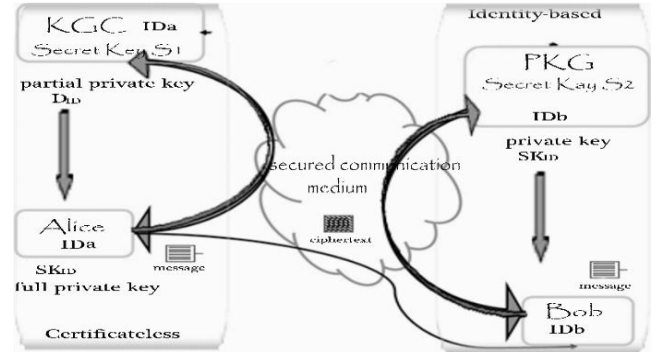 KGC IDa
Secret Key S1
partial private key
DID
Alice
IDa
SKID
full private key
message
Certificateless
secured communication
medium
ciphertext
Identity-based
PKG
Secret Kay S2
IDb
private key
SKID
message
Bob
IDb